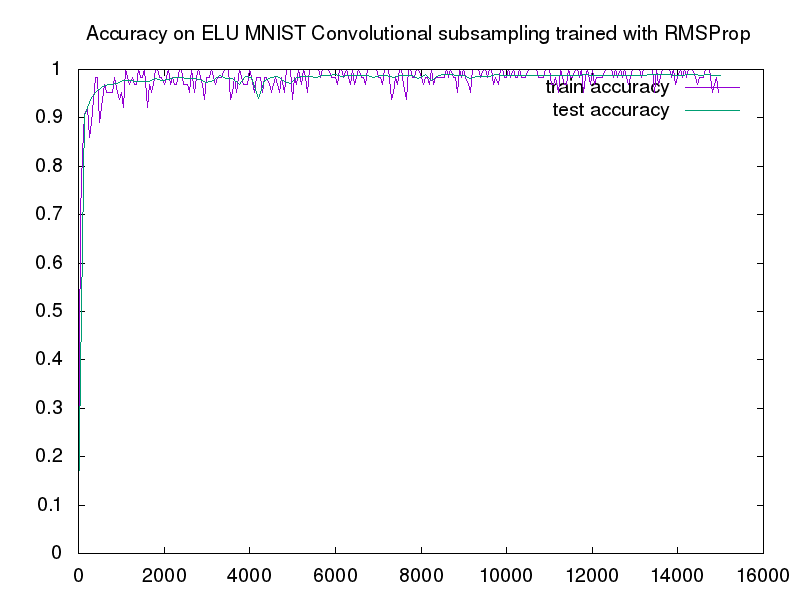 Accuracy on ELU MNIST Convolutional subsampling trained with RMSProp
1
train accuracy
0.9
test accuracy
0.8
0.7
0.6
0.5
0.4
0.3
0.2
0.1
0
0 2000 4000 6000 8000 10000 12000 14000 16000